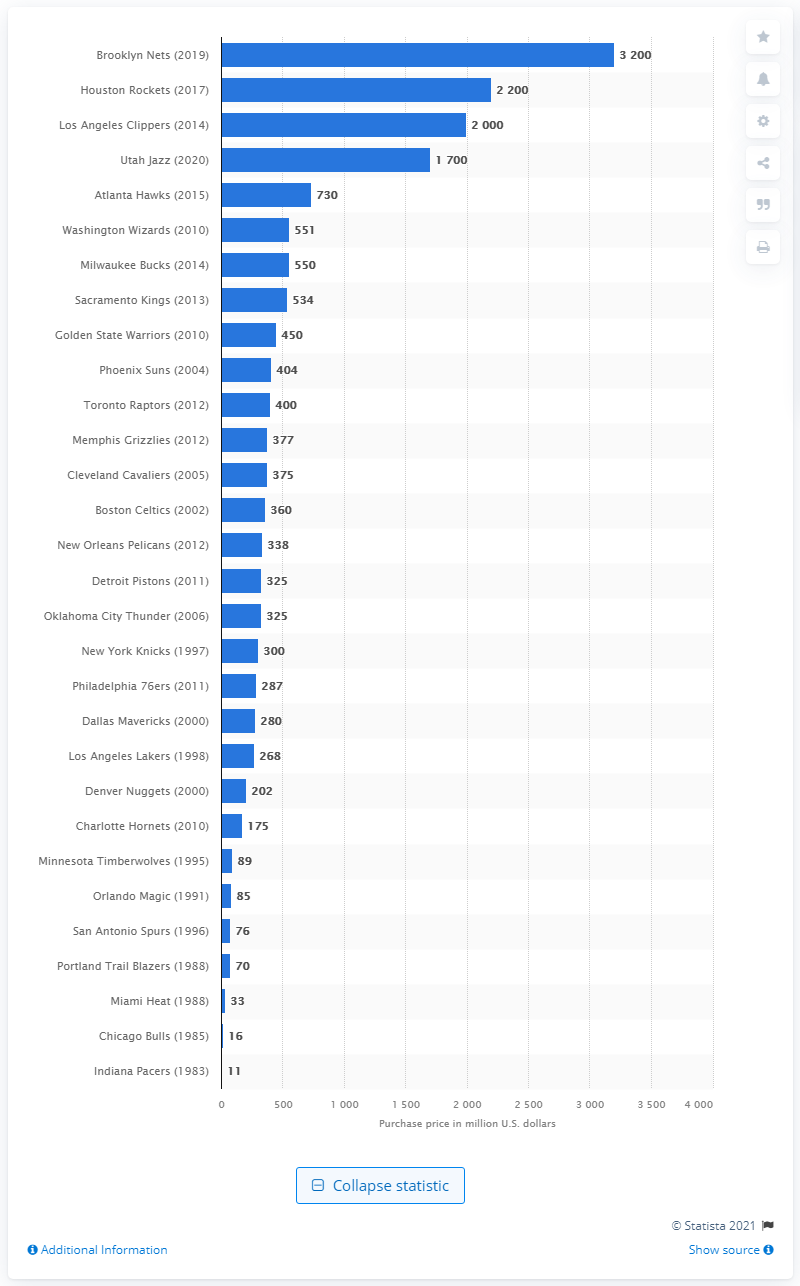 Brooklyn Nets (2019) 3 200
Houston Rockets (2017) 2 200
Los Angeles Clippers (2014) 2 000
Utah Jazz (2020) 1 700
Atlanta Hawks (2015) 730
Washington Wizards (2010) 551
Milwaukee Bucks (2014) 550
Sacramento Kings (2013) 534
Golden State Warriors (2010) 450
Phoenix Suns (2004) 404
Toronto Raptors (2012) 400
Memphis Grizzlies (2012) 377
Cleveland Cavaliers (2005) 375
Boston Celtics (2002) 360
New Orleans Pelicans (2012) 338
Detroit Pistons (2011) 325
Oklahoma City Thunder (2006) 325
New York Knicks (1997) 300
Philadelphia 76ers (2011) 287
Dallas Mavericks (2000) 280
Los Angeles Lakers (1998) 268
Denver Nuggets (2000) 202
Charlotte Hornets (2010) 175
Minnesota Timberwolves (1995) 89
Orlando Magic (1991) 85
San Antonio Spurs (1996) 76
Portland Trail Blazers (1988) 70
Miami Heat (1988) 33
Chicago Bulls (1985) 16
Indiana Pacers (1983) 11
0 500 1 000 1 500 2 000 2 500 3 000 3 500 4 000
Purchase price in million U.S. dollars
Collapse statistic
© Statista 2021
Additional Information Show source